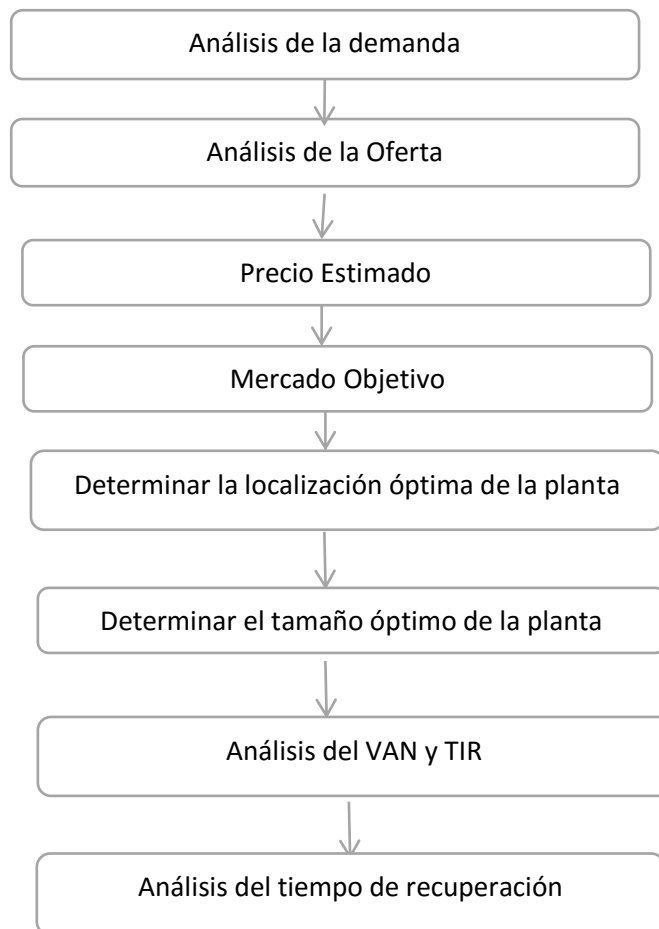 Análisis de la demanda
Análisis de la Oferta
Precio Estimado
Mercado Objetivo
Determinar la localización óptima de la planta
Determinar el tamaño óptimo de la planta
Análisis del VAN y TIR
Análisis del tiempo de recuperación